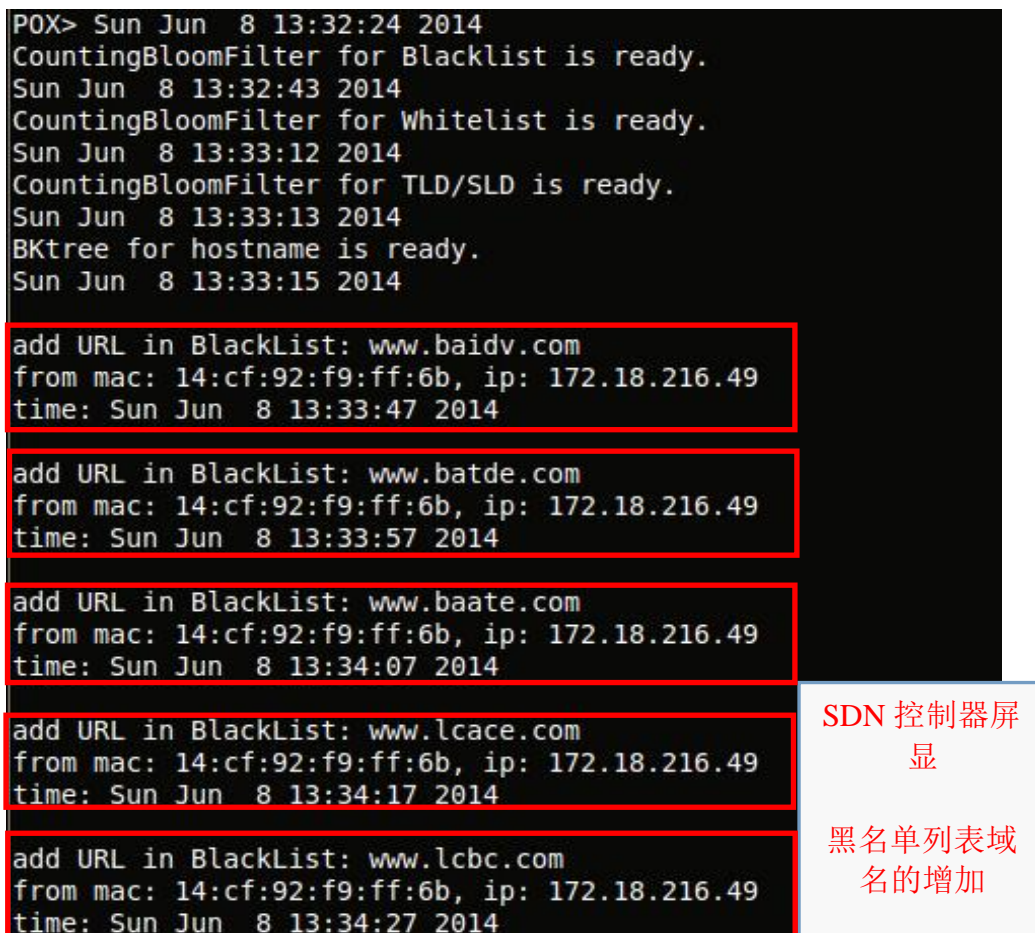 POX> Sun Jun  8 13:32:24 2014
CountingBloomFilter for Blacklist is ready.
Sun Jun  8 13:32:43 2014
CountingBloomFilter for Whitelist is ready.
Sun Jun  8 13:33:12 2014
CountingBloomFilter for TLD/SLD is ready.
Sun Jun  8 13:33:13 2014
BKtree for hostname is ready.
Sun Jun  8 13:33:15 2014
add URL in BlackList: www.baidv.com
from mac: 14:cf:92:f9:ff:6b, ip: 172.18.216.49
time: Sun Jun  8 13:33:47 2014
add URL in BlackList: www.batde.com
from mac: 14:cf:92:f9:ff:6b, ip: 172.18.216.49
time: Sun Jun  8 13:33:57 2014
add URL in BlackList: www.baate.com
from mac: 14:cf:92:f9:ff:6b, ip: 172.18.216.49
time: Sun Jun  8 13:34:07 2014
add URL in BlackList: www.lcace.com
from mac: 14:cf:92:f9:ff:6b, ip: 172.18.216.49
time: Sun Jun  8 13:34:17 2014
add URL in BlackList: www.lcbc.com
from mac: 14:cf:92:f9:ff:6b, ip: 172.18.216.49
time: Sun Jun  8 13:34:27 2014
SDN 控制器屏
显
黑名单列表域
名的增加